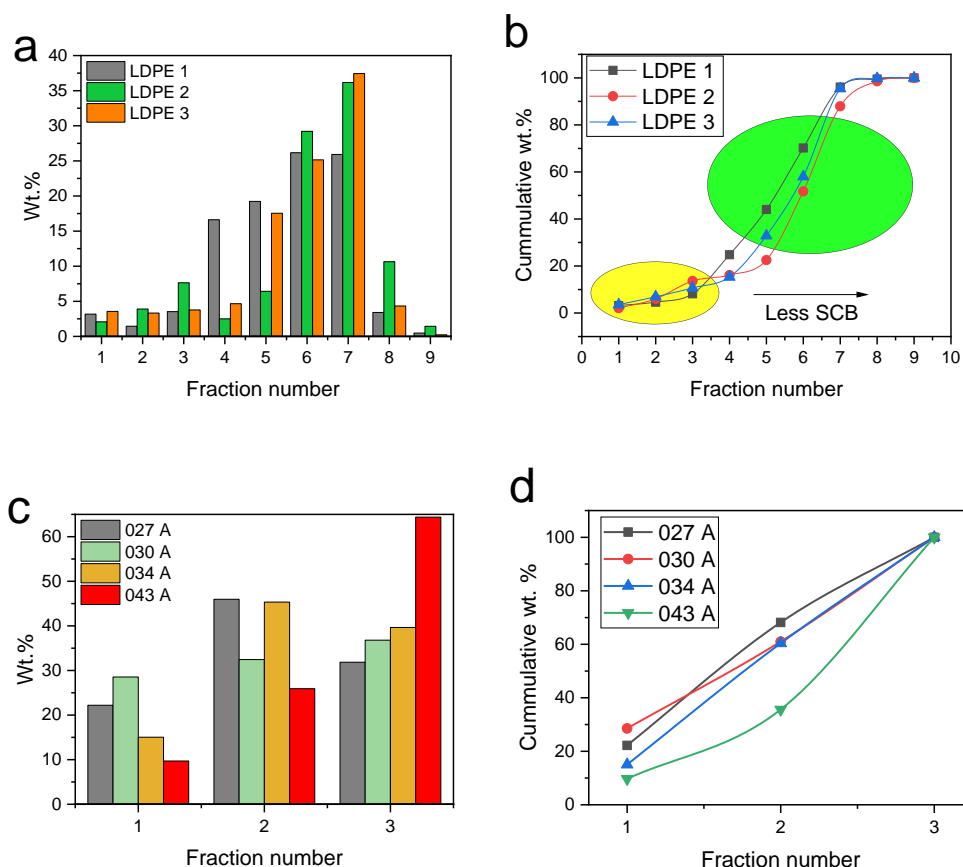 a
40
35
30
25
20
15
10
5
0
Wt.%
LDPE 1
LDPE 2
LDPE 3
1 2 3 4 5 6 7 8 9
Fraction number
b
100
80
60
40
20
0
Cummulative wt.%
LDPE 1
LDPE 2
LDPE 3
Less SCB
0 1 2 3 4 5 6 7 8 9 10
Fraction number
c
60
50
40
30
20
10
0
Wt.%
027 A
030 A
034 A
043 A
1 2 3
Fraction number
d
100
80
60
40
20
0
Cummulative wt. %
027 A
030 A
034 A
043 A
1 2 3
Fraction number